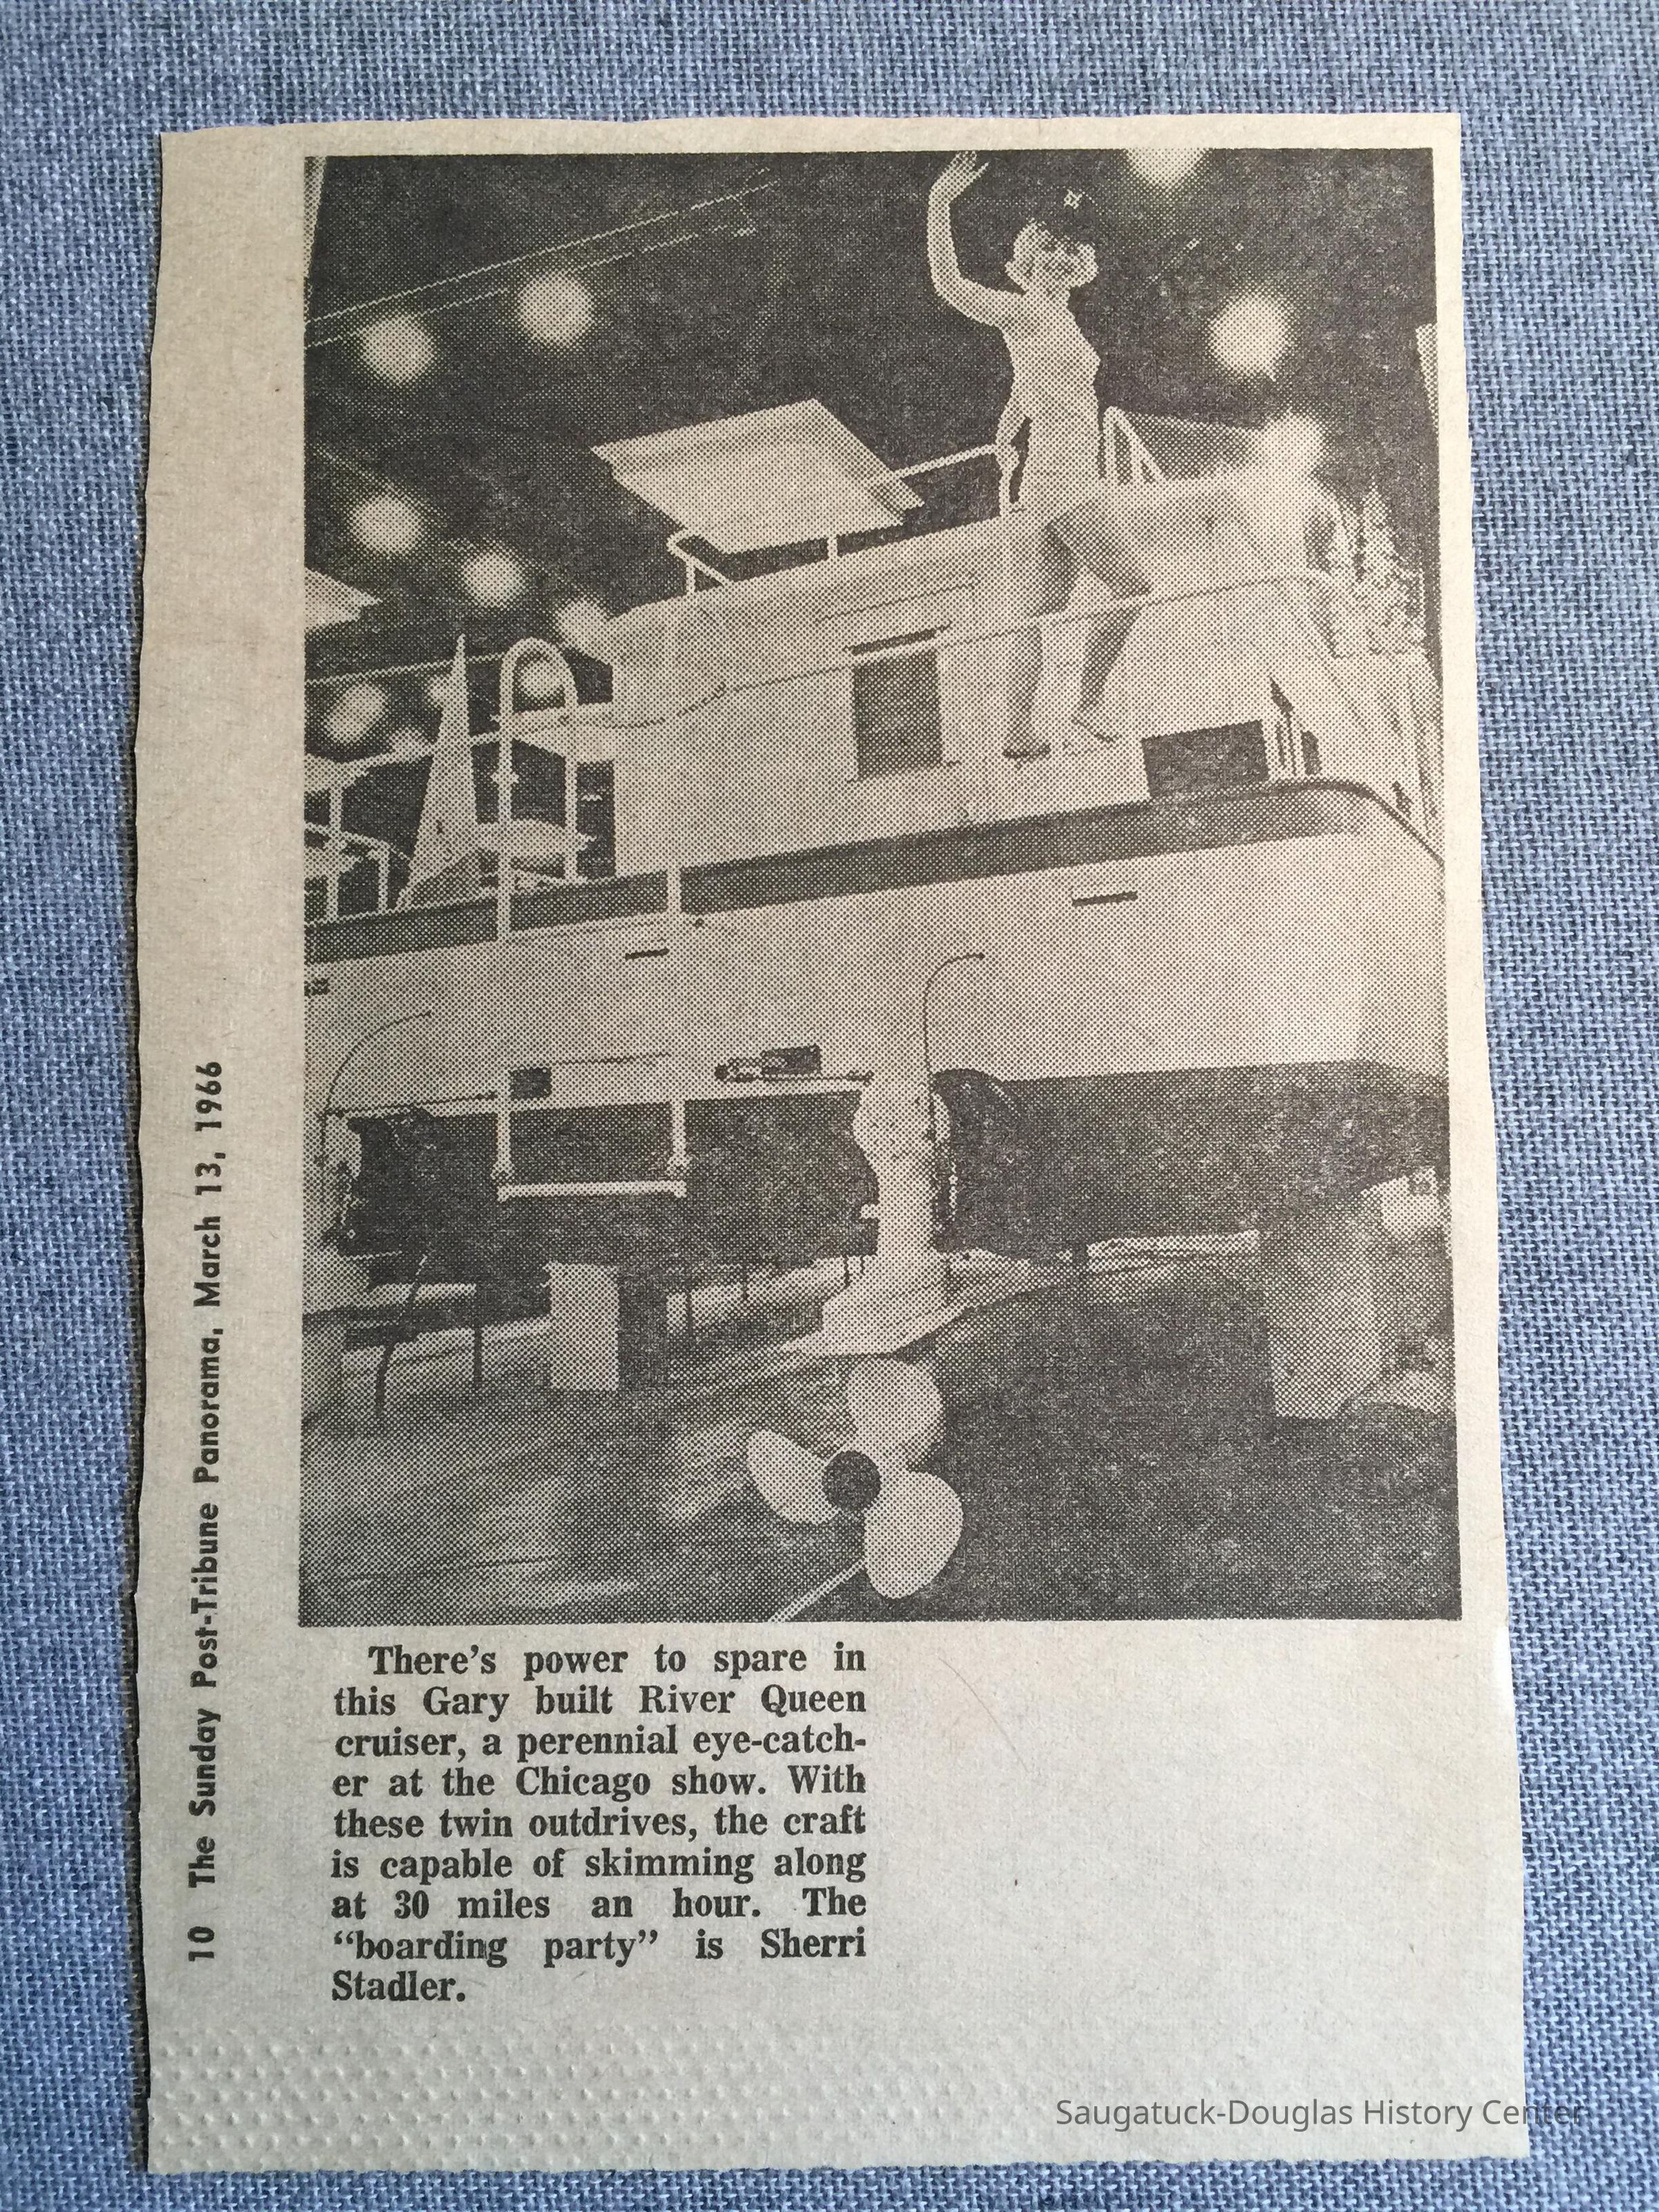 10 The Sunday Post-Tribune Panorama, March 13, 1966
There's power to spare in
this Gary built River Queen
cruiser, a perennial eye-catch-
er at the Chicago show. With
these twin outdrives, the craft
is capable of skimming along
at 30 miles an hour. The
“boarding party” is Sherri
Stadler.
Saugatuck-Douglas History Center